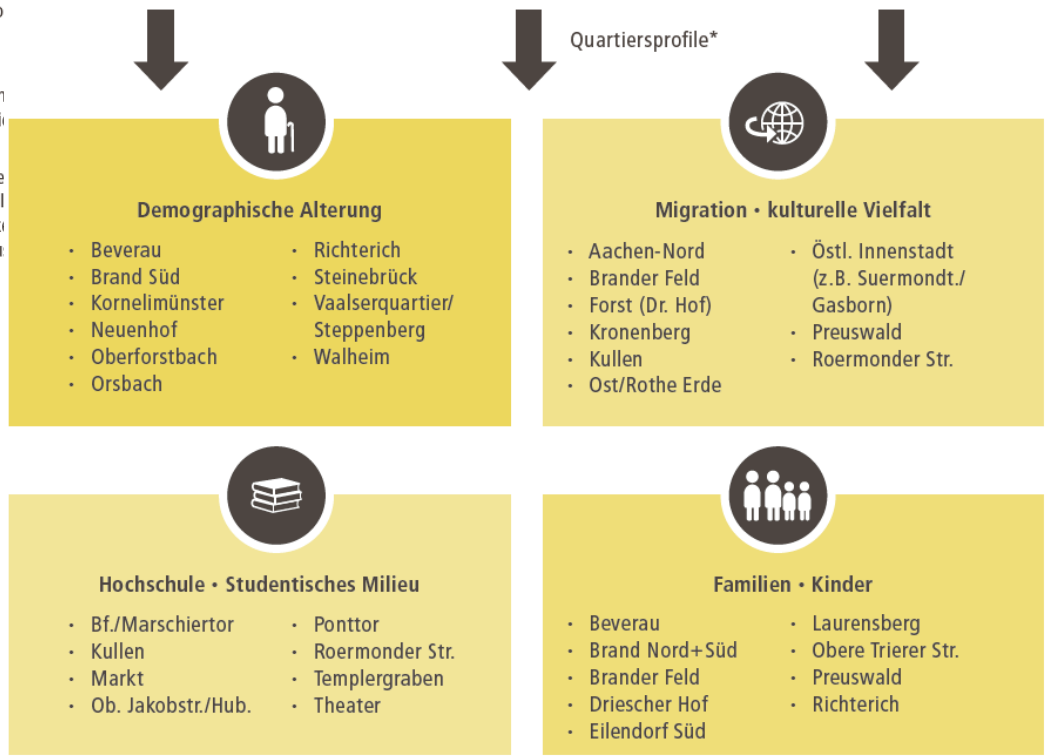 Quartiersprofile*
Demographische Alterung
· Beverau
· Brand Süd
· Kornelimünster
· Neuenhof
· Oberforstbach
· Orsbach
· Richterich
· Steinebrück
· Vaalserquartier/
Steppenberg
· Walheim
Migration · kulturelle Vielfalt
· Aachen-Nord
· Brander Feld
· Forst (Dr. Hof)
· Kronenberg
· Kullen
· Ost/Rothe Erde
· Östl. Innenstadt
(z.B. Suermondt./
Gasborn)
· Preuswald
· Roermonder Str.
Hochschule · Studentisches Milieu
· Bf./Marschiertor
· Kullen
· Markt
· Ob. Jakobstr./Hub.
· Ponttor
· Roermonder Str.
· Templergraben
· Theater
Familien · Kinder
· Beverau
· Brand Nord+Süd
· Brander Feld
· Driescher Hof
· Eilendorf Süd
· Laurensberg
· Obere Trierer Str.
· Preuswald
· Richterich